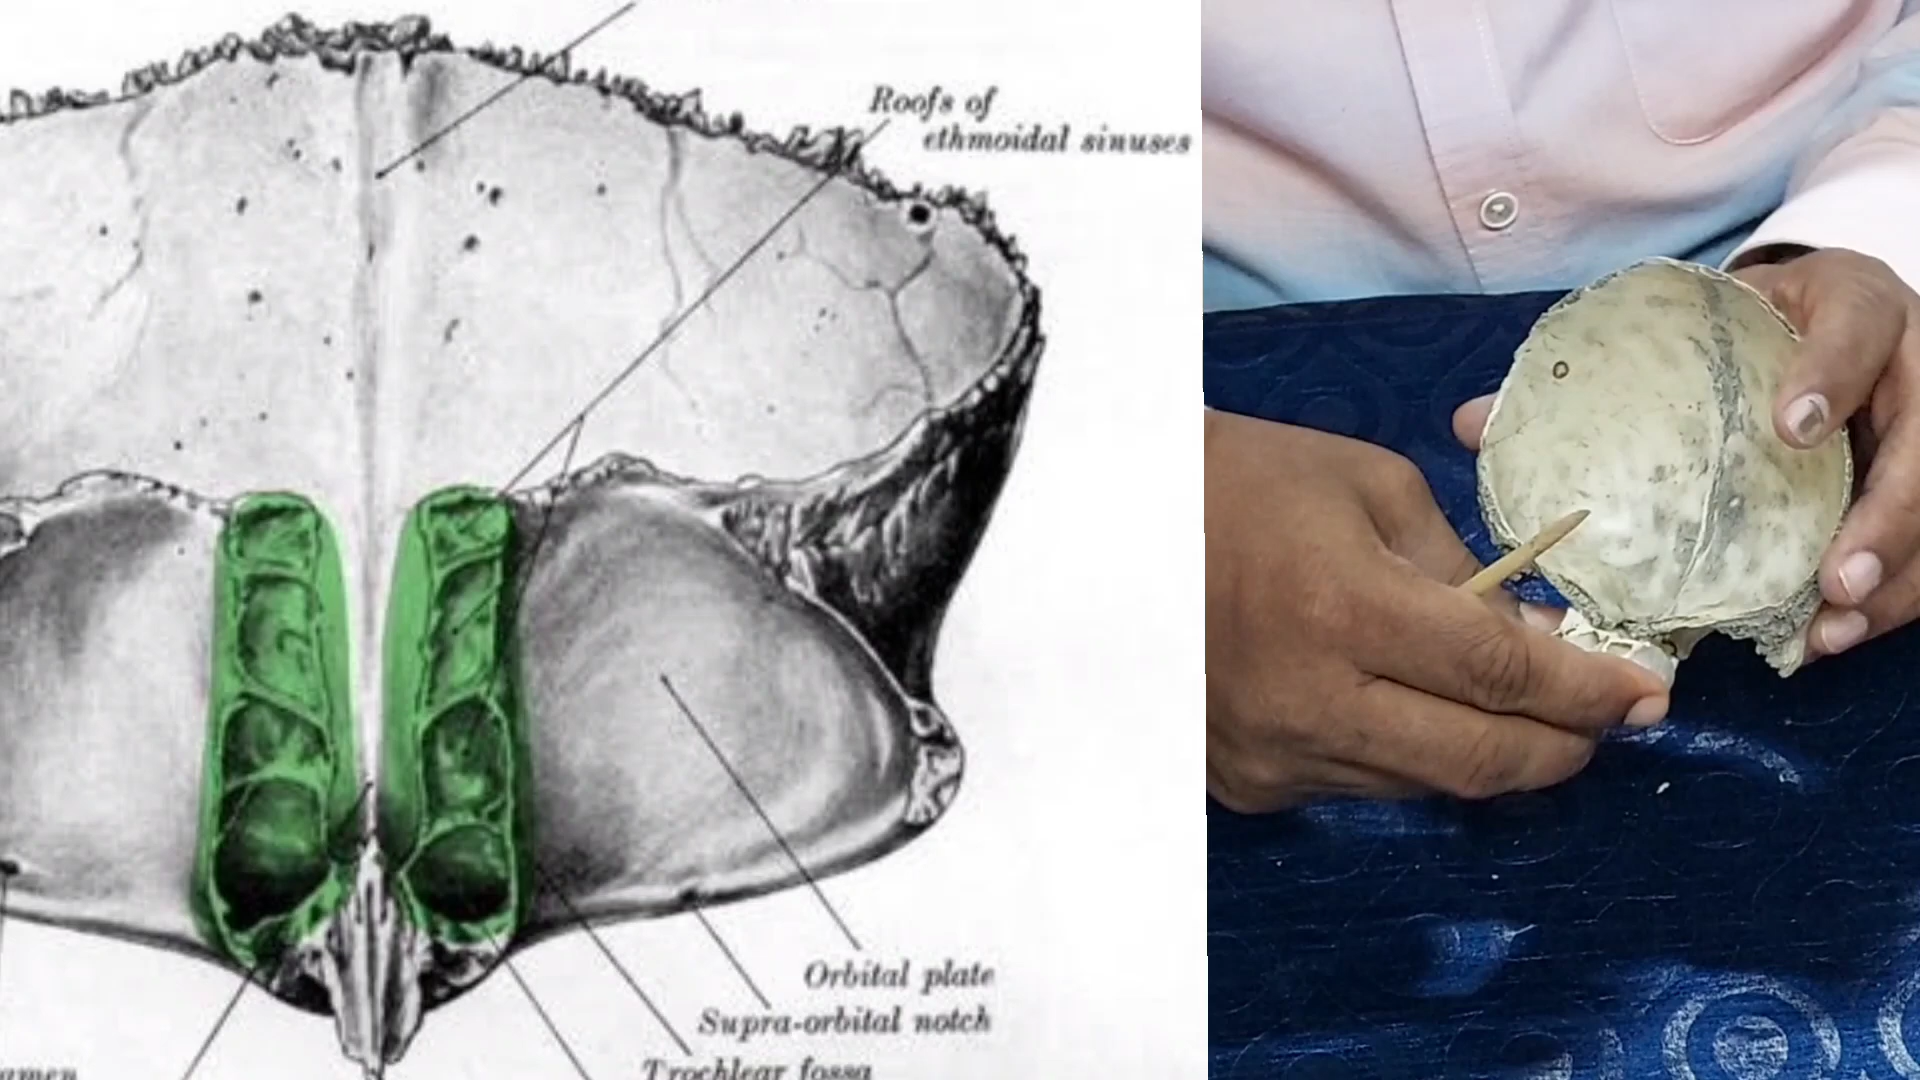 Roofs of
ethmoidal sinuses
Orbital plate
Supra-orbital notch
Trochlear fossa